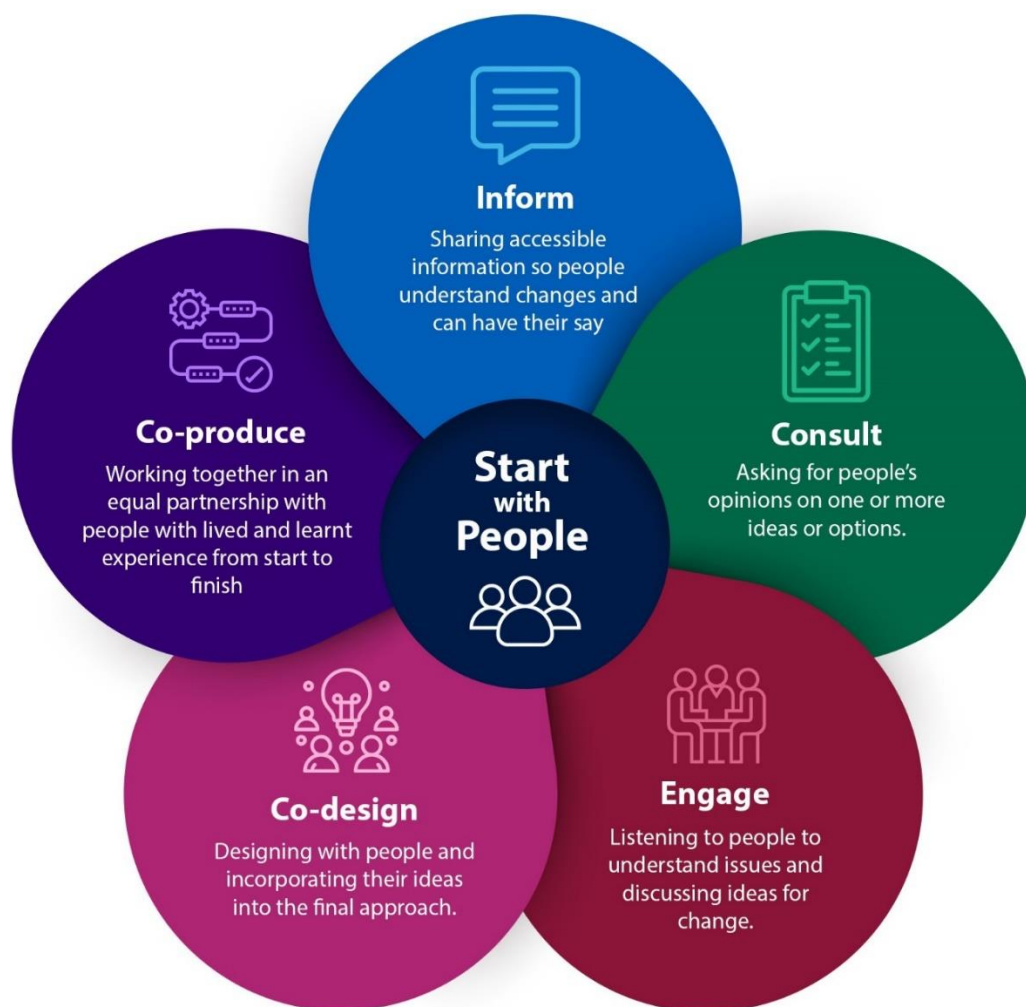 Inform
Sharing accessible
information so people
understand changes and
can have their say
Consult
Asking for people's
opinions on one or more
ideas or options.
Engage
Listening to people to
understand issues and
discussing ideas for
change.
Co-design
Designing with people and
incorporating their ideas
into the final approach.
Co-produce
Working together in an
equal partnership with
people with lived and learnt
experience from start to
finish
Start
with
People